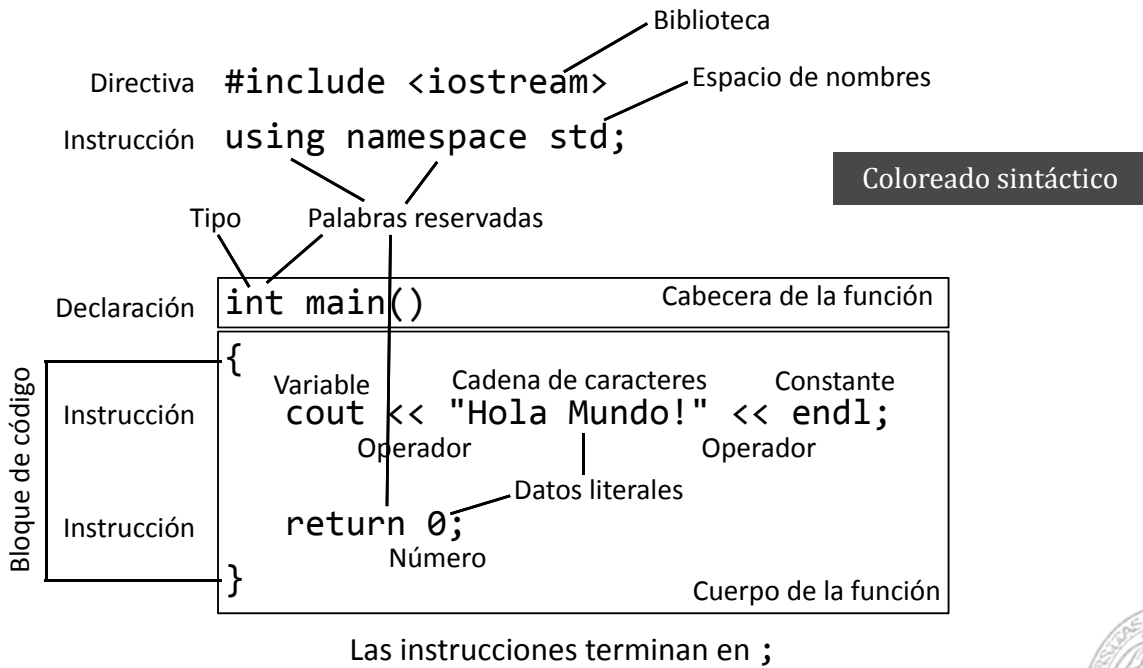 Biblioteca
Directiva #include <iostream> Espacio de nombres
Instrucción using namespace std;
Coloreado sintáctico
Tipo Palabras reservadas
Declaración int main() Cabecera de la función
Bloque de código
{
Variable Cadena de caracteres Constante
Instrucción cout << "Hola Mundo!" << endl;
Operador Operador
Datos literales
Instrucción return 0;
Número
}
Cuerpo de la función
Las instrucciones terminan en ;